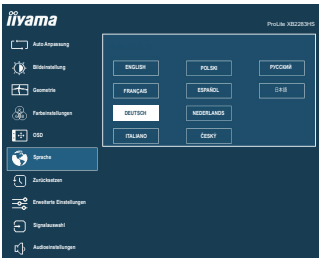 iiyama
ProLite XB2283HS
Auto Anpassung
Bildeinstellung
Geometrie
Farbeinstellungen
OSD
Sprache
Zurücksetzen
Erweiterte Einstellungen
Signalauswahl
Audioeinstellungen
ENGLISH
POLSKI
РУССКИЙ
FRANÇAIS
ESPAÑOL
日本語
DEUTSCH
NEDERLANDS
ITALIANO
ČESKÝ